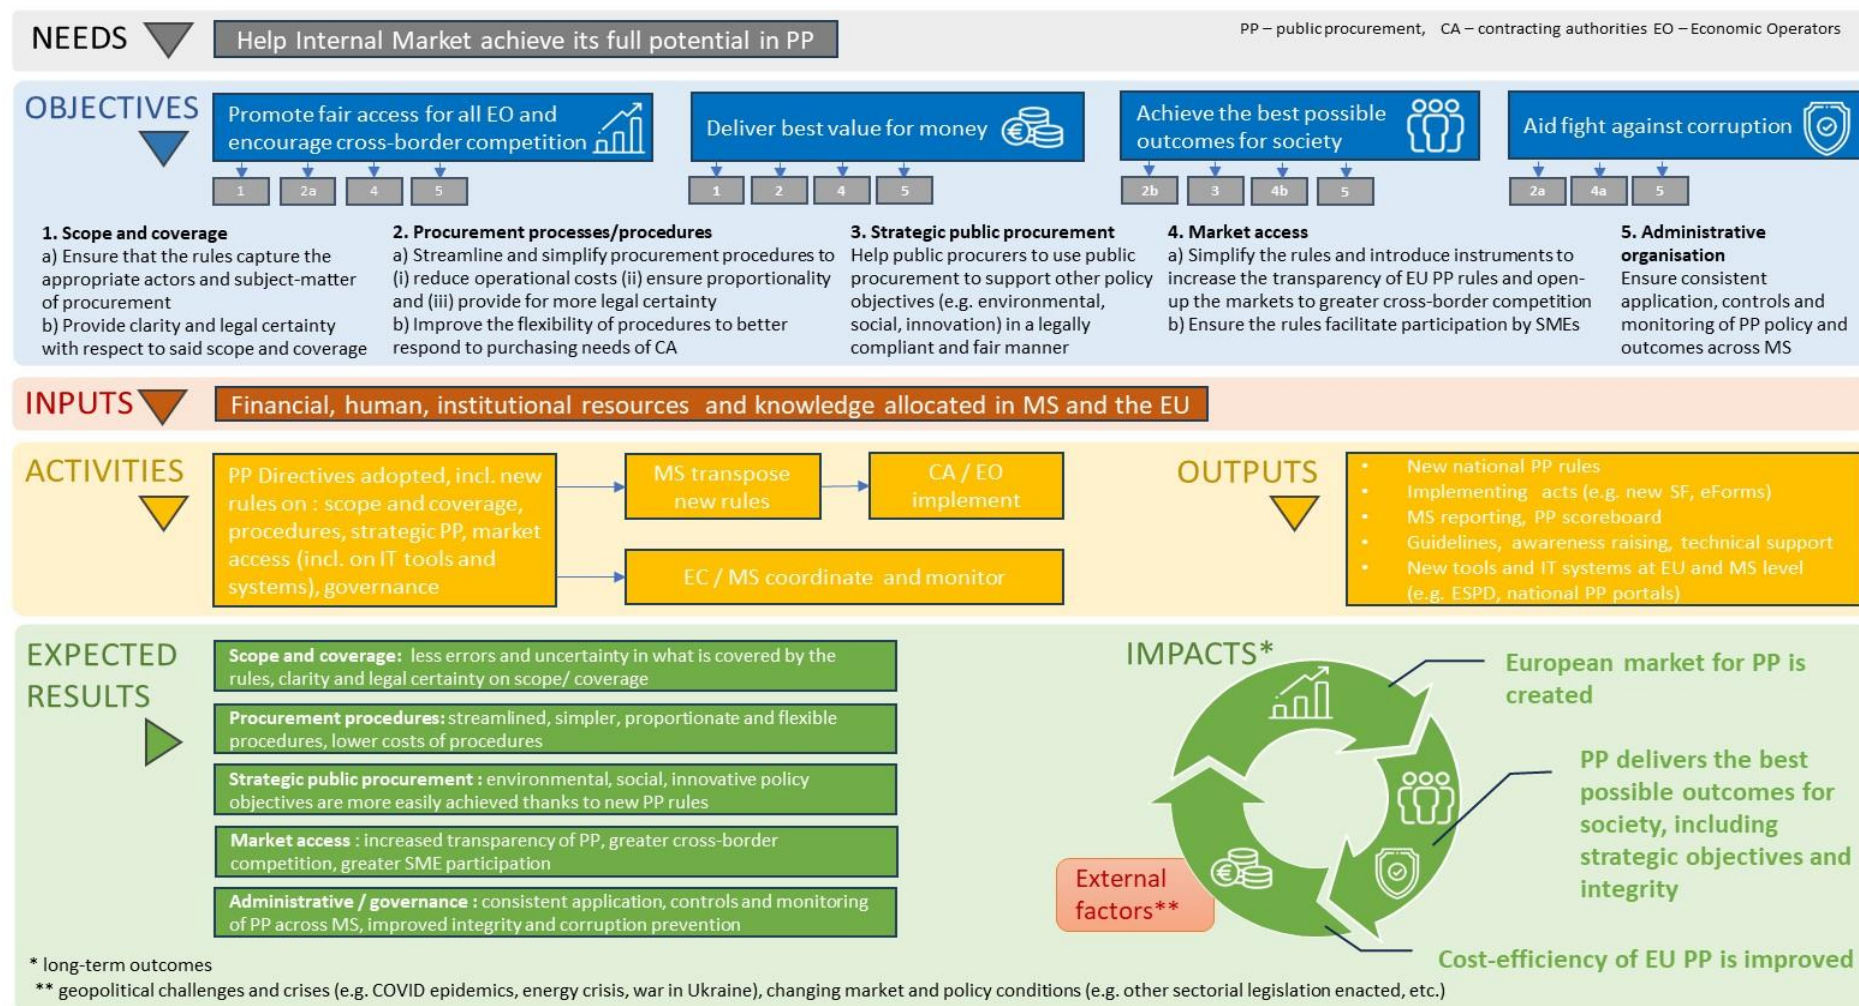 NEEDS
Help Internal Market achieve its full potential in PP
PP – public procurement, CA – contracting authorities EO – Economic Operators
OBJECTIVES
Promote fair access for all EO and
encourage cross-border competition
1 2a 4 5
Deliver best value for money
1 2 4 5
Achieve the best possible
outcomes for society
2b 3 4b 5
Aid fight against corruption
2a 4a 5
1. Scope and coverage
a) Ensure that the rules capture the
appropriate actors and subject-matter
of procurement
b) Provide clarity and legal certainty
with respect to said scope and coverage
2. Procurement processes/procedures
a) Streamline and simplify procurement procedures to
(i) reduce operational costs (ii) ensure proportionality
and (iii) provide for more legal certainty
b) Improve the flexibility of procedures to better
respond to purchasing needs of CA
3. Strategic public procurement
Help public procurers to use public
procurement to support other policy
objectives (e.g. environmental,
social, innovation) in a legally
compliant and fair manner
4. Market access
a) Simplify the rules and introduce instruments to
increase the transparency of EU PP rules and open-
up the markets to greater cross-border competition
b) Ensure the rules facilitate participation by SMEs
5. Administrative
organisation
Ensure consistent
application, controls and
monitoring of PP policy and
outcomes across MS
INPUTS
Financial, human, institutional resources and knowledge allocated in MS and the EU
ACTIVITIES
PP Directives adopted, incl. new
rules on : scope and coverage,
procedures, strategic PP, market
access (incl. on IT tools and
systems), governance
MS transpose
new rules
CA / EO
implement
EC / MS coordinate and monitor
OUTPUTS
• New national PP rules
• Implementing acts (e.g. new SF, eForms)
• MS reporting, PP scoreboard
• Guidelines, awareness raising, technical support
• New tools and IT systems at EU and MS level
(e.g. ESPD, national PP portals)
EXPECTED
RESULTS
Scope and coverage: less errors and uncertainty in what is covered by the
rules, clarity and legal certainty on scope/ coverage
Procurement procedures: streamlined, simpler, proportionate and flexible
procedures, lower costs of procedures
Strategic public procurement : environmental, social, innovative policy
objectives are more easily achieved thanks to new PP rules
Market access : increased transparency of PP, greater cross-border
competition, greater SME participation
Administrative / governance : consistent application, controls and monitoring
of PP across MS, improved integrity and corruption prevention
IMPACTS*
European market for PP is
created
PP delivers the best
possible outcomes for
society, including
strategic objectives and
integrity
External
factors**
Cost-efficiency of EU PP is improved
* long-term outcomes
** geopolitical challenges and crises (e.g. COVID epidemics, energy crisis, war in Ukraine), changing market and policy conditions (e.g. other sectorial legislation enacted, etc.)